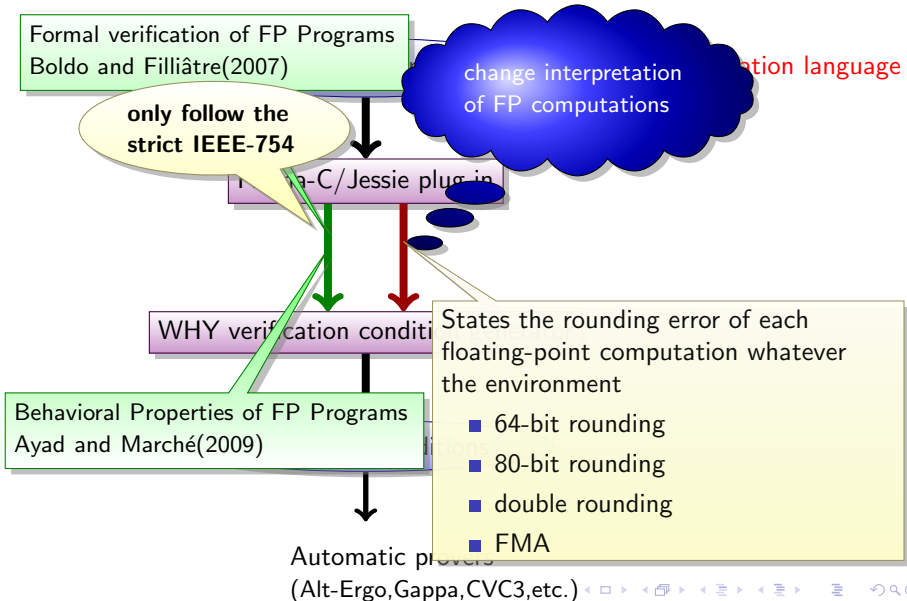 Formal verification of FP Programs
Boldo and Filliâtre(2007)
change interpretation
of FP computations
language
only follow the
strict IEEE-754
plug-in
WHY verification
States the rounding error of each
floating-point computation whatever
the environment
64-bit rounding
80-bit rounding
double rounding
FMA
Behavioral Properties of FP Programs
Ayad and Marché(2009)
Automatic
(Alt-Ergo,Gappa,CVC3,etc.)